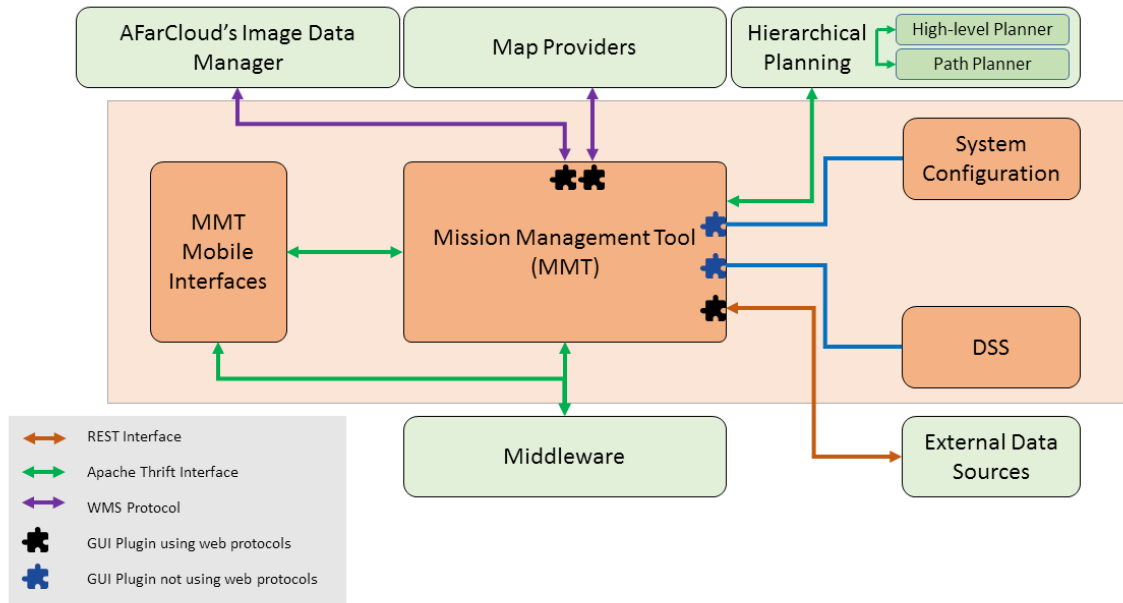 AFarCloud's Image Data
Manager
Map Providers
Hierarchical
Planning
High-level Planner
Path Planner
System
Configuration
MMT
Mobile
Interfaces
Mission Management Tool
(MMT)
DSS
Middleware
External Data
Sources
REST Interface
Apache Thrift Interface
WMS Protocol
GUI Plugin using web protocols
GUI Plugin not using web protocols